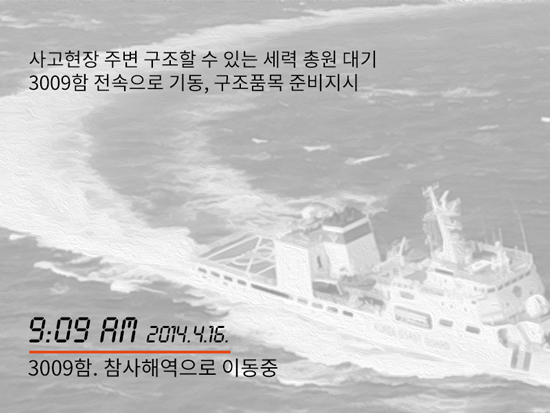 사고현장 주변 구조할 수 있는 세력 총원 대기
3009함 전속으로 기동, 구조품목 준비지시
9:09 AM 2014.4.16.
3009함. 참사해역으로 이동중